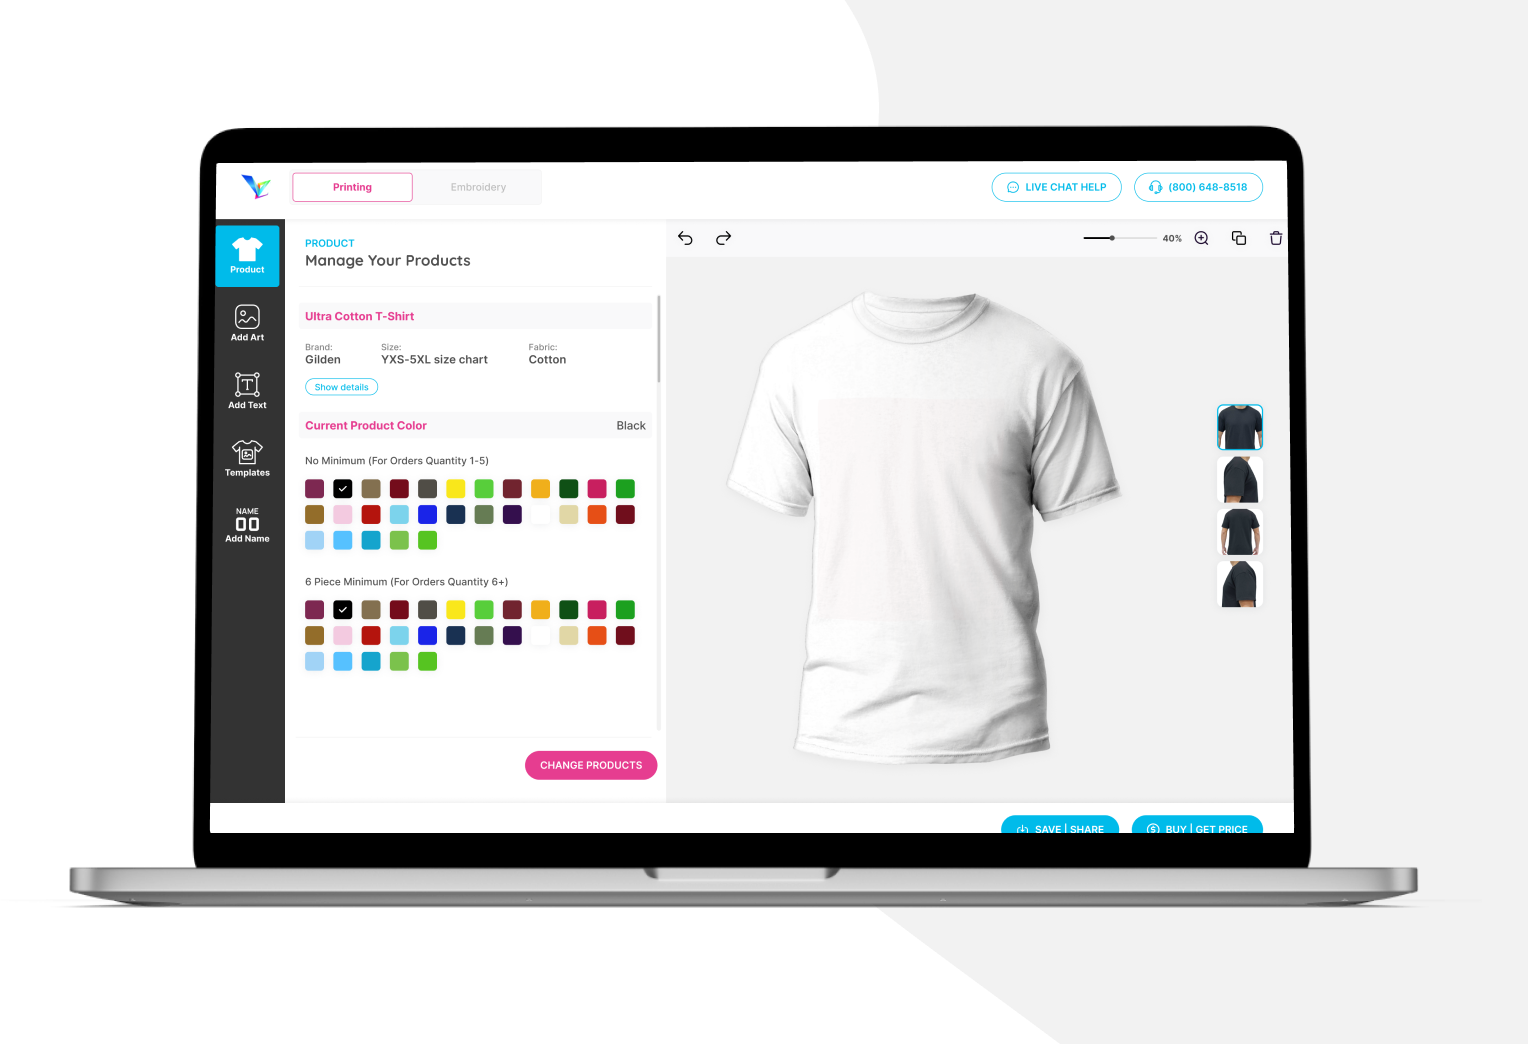 Printing
Embroidery
LIVE CHAT HELP
(800) 648-8518
Product
Add Art
Add Text
Templates
NAME
00
Add Name
PRODUCT
Manage Your Products
Ultra Cotton T-Shirt
Brand:
Gilden
Size:
YXS-5XL size chart
Fabric:
Cotton
Show details
Current Product Color
Black
No Minimum (For Orders Quantity 1-5)
6 Piece Minimum (For Orders Quantity 6+)
CHANGE PRODUCTS
40%
SAVE | SHARE
BUY | GET PRICE